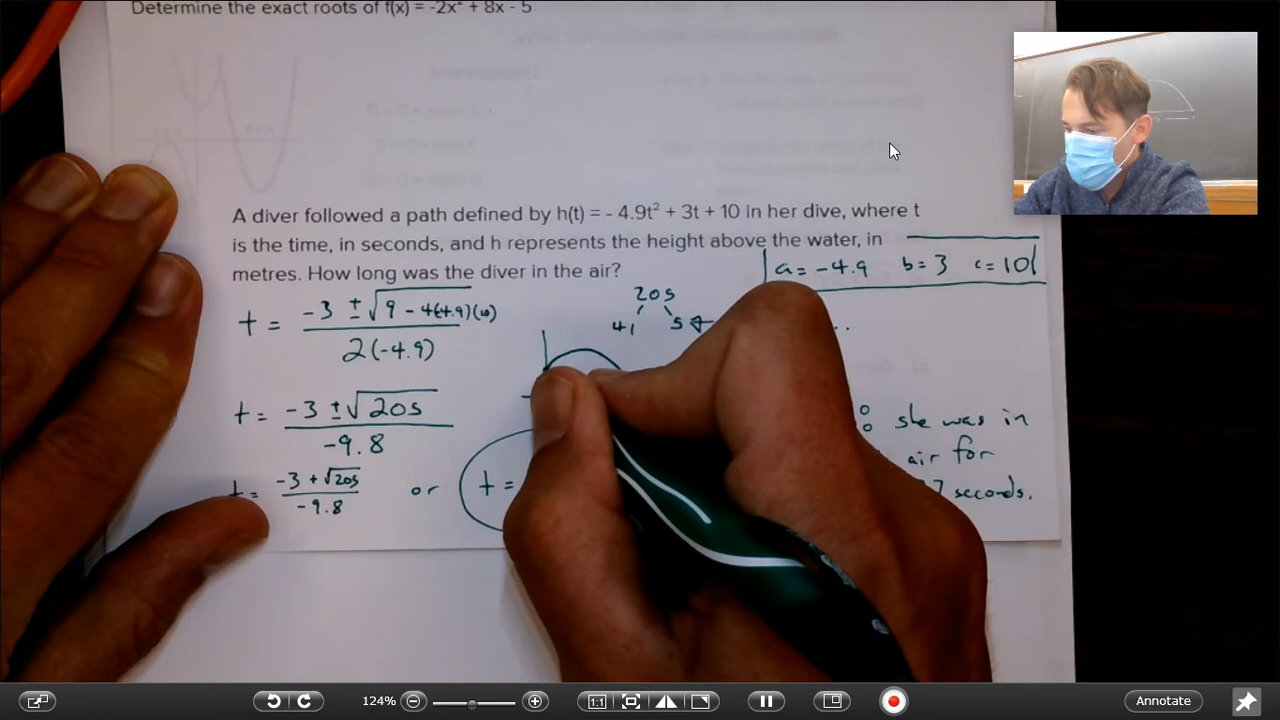 Determine the exact roots of f(x) = -2x² + 8x - 5
A diver followed a path defined by h(t) = - 4.9t² + 3t + 10 in her dive, where t
is the time, in seconds, and h represents the height above the water, in
metres. How long was the diver in the air?
a = -4.9 b = 3 c = 10
t = -3 ± √9 - 4(-4.9)(10)
2(-4.9)
205
41 5
t = -3 ± √205
-9.8
t = -3 + √205
-9.8
or
t =
she was in
air for
7 seconds.
124%
1:1
Annotate